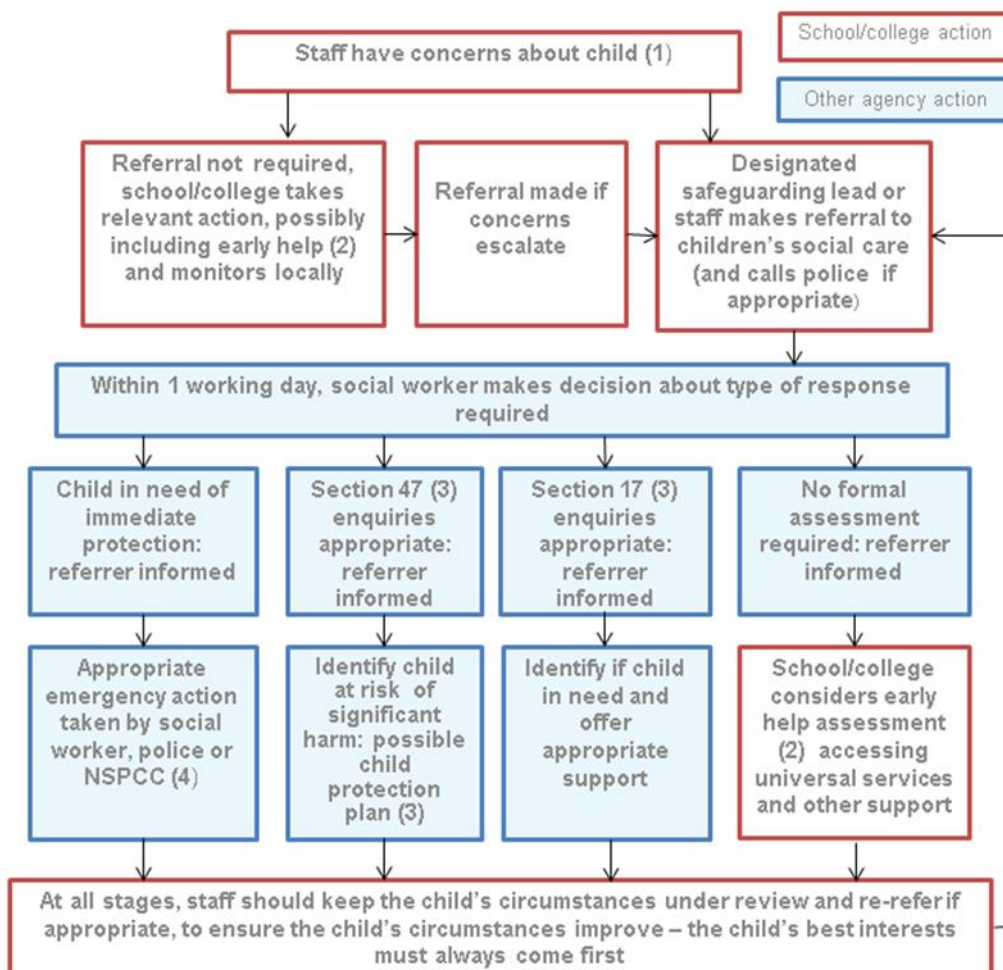 School/college action
Staff have concerns about child (1)
Other agency action
Referral not required,
school/college takes
relevant action, possibly
including early help (2)
and monitors locally
Referral made if
concerns
escalate
Designated
safeguarding lead or
staff makes referral to
children's social care
(and calls police if
appropriate)
Within 1 working day, social worker makes decision about type of response
required
Child in need of
immediate
protection:
referrer informed
Section 47 (3)
enquiries
appropriate:
referrer
informed
Section 17 (3)
enquiries
appropriate:
referrer
informed
No formal
assessment
required: referrer
informed
Appropriate
emergency action
taken by social
worker, police or
NSPCC (4)
Identify child
at risk of
significant
harm: possible
child
protection
plan (3)
Identify if child
in need and
offer
appropriate
support
School/college
considers early
help assessment
(2) accessing
universal services
and other support
At all stages, staff should keep the child's circumstances under review and re-refer if
appropriate, to ensure the child's circumstances improve – the child's best interests
must always come first